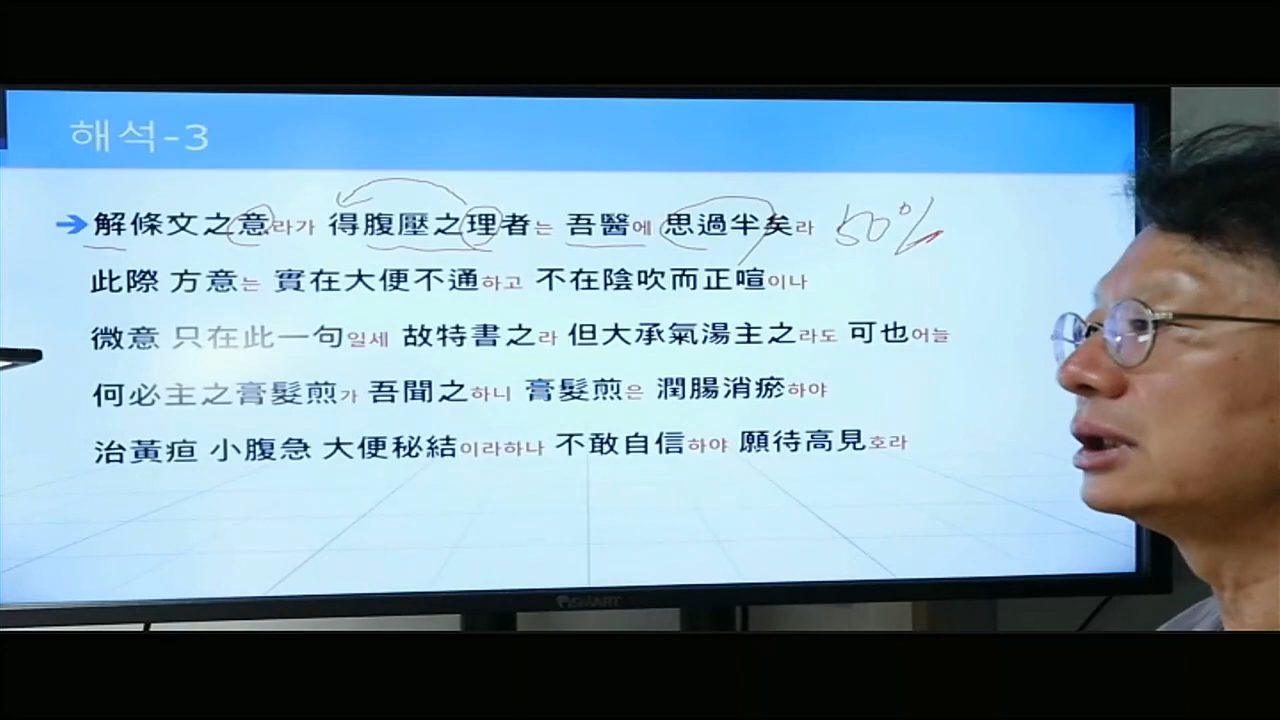 해석-3
➔解條文之意라가 得腹壓之理者는 吾醫에 思過半矣라 50%
此際 方意는 實在大便不通하고 不在陰吹而正喧이나
微意 只在此一句일세 故特書之라 但大承氣湯主之라도 可也어늘
何必主之膏髮煎가 吾聞之하니 膏髮煎은 潤腸消瘀하야
治黃疸 小腹急 大便秘結이라하나 不敢自信하야 願待高見호라
SMART